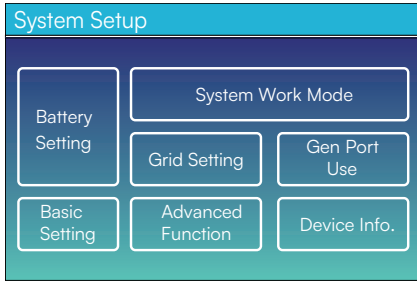 System Setup
Battery
Setting
System Work Mode
Grid Setting
Gen Port
Use
Basic
Setting
Advanced
Function
Device Info.